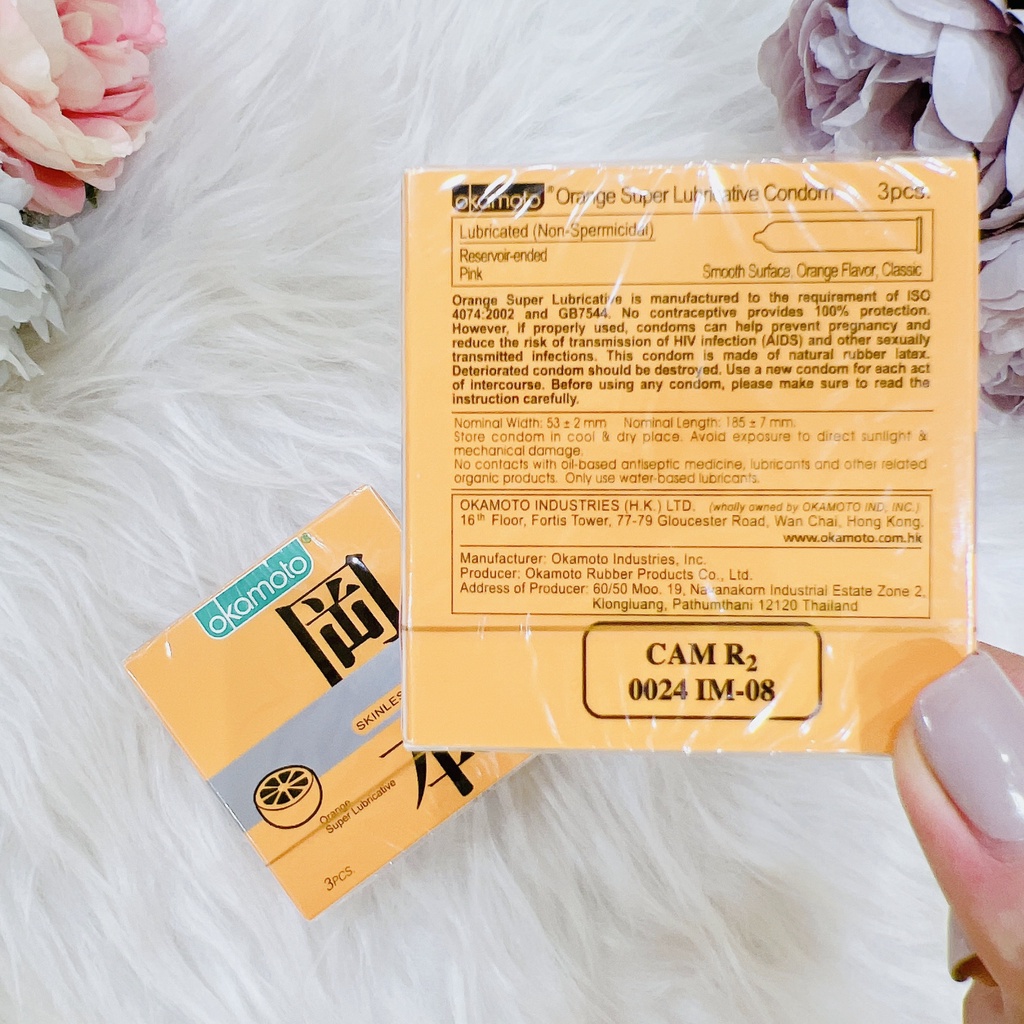 okamoto® Orange Super Lubricative Condom 3pcs.
Lubricated (Non-Spermicidal)
Reservoir-ended
Pink
Smooth Surface, Orange Flavor, Classic
Orange Super Lubricative is manufactured to the requirement of ISO
4074:2002 and GB7544. No contraceptive provides 100% protection.
However, if properly used, condoms can help prevent pregnancy and
reduce the risk of transmission of HIV infection (AIDS) and other sexually
transmitted infections. This condom is made of natural rubber latex.
Deteriorated condom should be destroyed. Use a new condom for each act
of intercourse. Before using any condom, please make sure to read the
instruction carefully.
Nominal Width: 53 ± 2 mm Nominal Length: 185 ± 7 mm.
Store condom in cool & dry place. Avoid exposure to direct sunlight &
mechanical damage.
No contacts with oil-based antiseptic medicine, lubricants and other related
organic products. Only use water-based lubricants.
OKAMOTO INDUSTRIES (H.K.) LTD. (wholly owned by OKAMOTO IND, INC.)
16th Floor, Fortis Tower, 77-79 Gloucester Road, Wan Chai, Hong Kong.
www.okamoto.com.hk
Manufacturer: Okamoto Industries, Inc.
Producer: Okamoto Rubber Products Co., Ltd.
Address of Producer: 60/50 Moo. 19, Navanakorn Industrial Estate Zone 2,
Klongluang, Pathumthani 12120 Thailand
CAM R2
0024 IM-08
okamoto®
岡
本
SKINLES
Orange
Super Lubricative
3PCS.